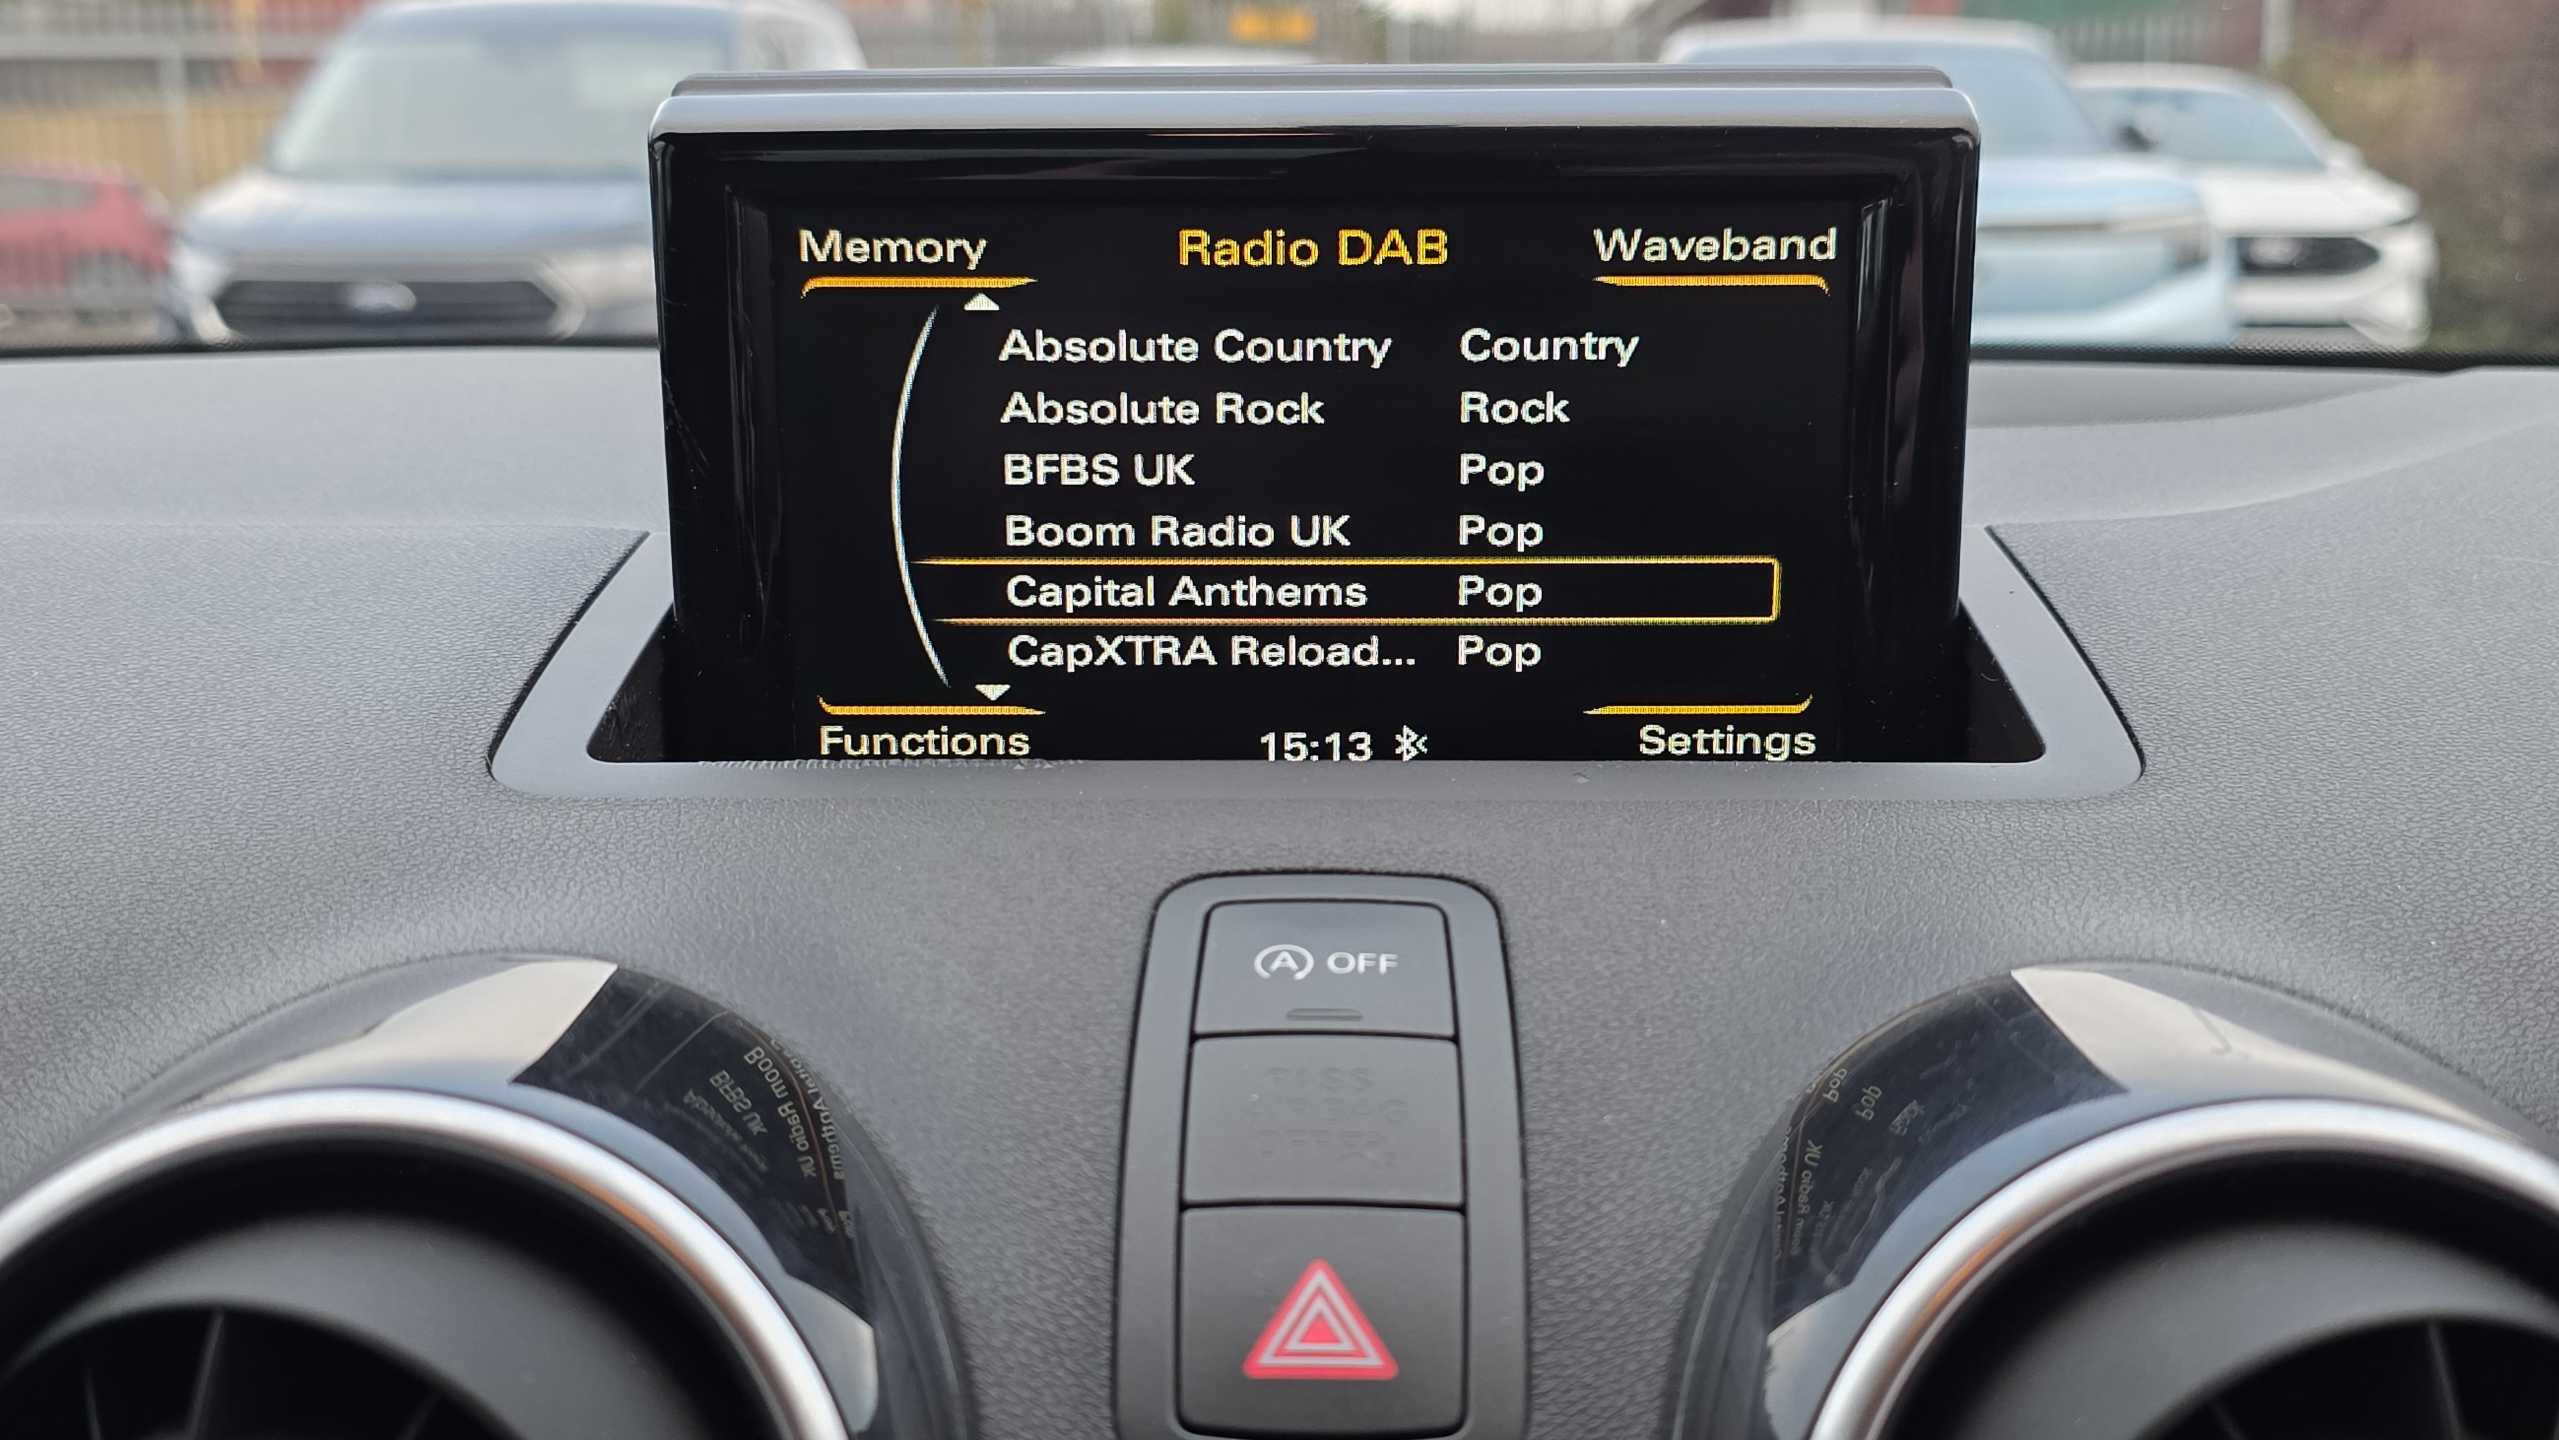 Memory Radio DAB Waveband
Absolute Country Country
Absolute Rock Rock
BFBS UK Pop
Boom Radio UK Pop
Capital Anthems Pop
CapXTRA Reload... Pop
Functions 15:13 Settings
A OFF
PASS